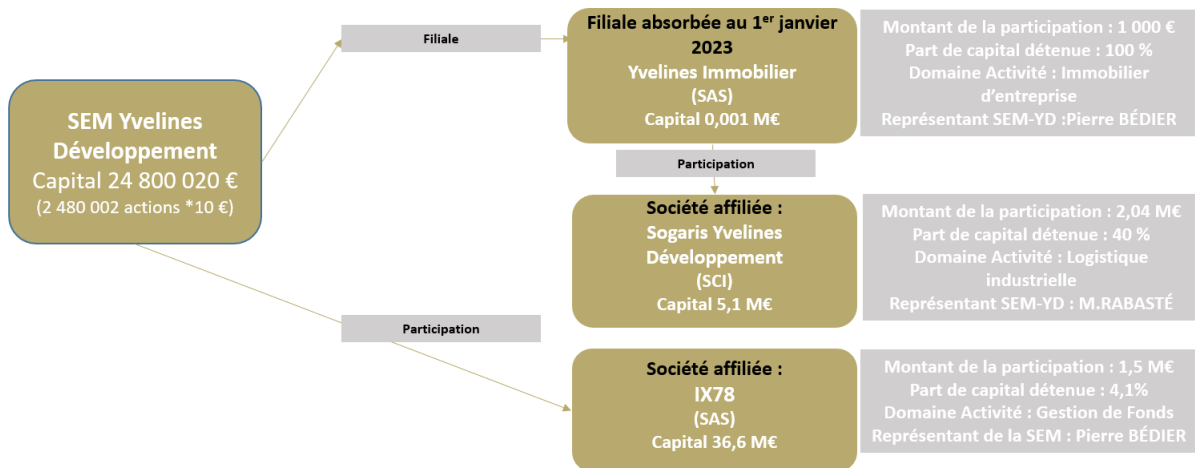 SEM Yvelines
Développement
Capital 24 800 020 €
(2 480 002 actions *10 €)
Filiale
Filiale absorbée au 1er janvier
2023
Yvelines Immobilier
(SAS)
Capital 0,001 M€
Montant de la participation : 1 000 €
Part de capital détenue : 100 %
Domaine Activité : Immobilier
d'entreprise
Représentant SEM-YD :Pierre BÉDIER
Participation
Société affiliée :
Sogaris Yvelines
Développement
(SCI)
Capital 5,1 M€
Montant de la participation : 2,04 M€
Part de capital détenue : 40 %
Domaine Activité : Logistique
industrielle
Représentant SEM-YD : M.RABASTÉ
Participation
Société affiliée :
IX78
(SAS)
Capital 36,6 M€
Montant de la participation : 1,5 M€
Part de capital détenue : 4,1%
Domaine Activité : Gestion de Fonds
Représentant de la SEM : Pierre BÉDIER